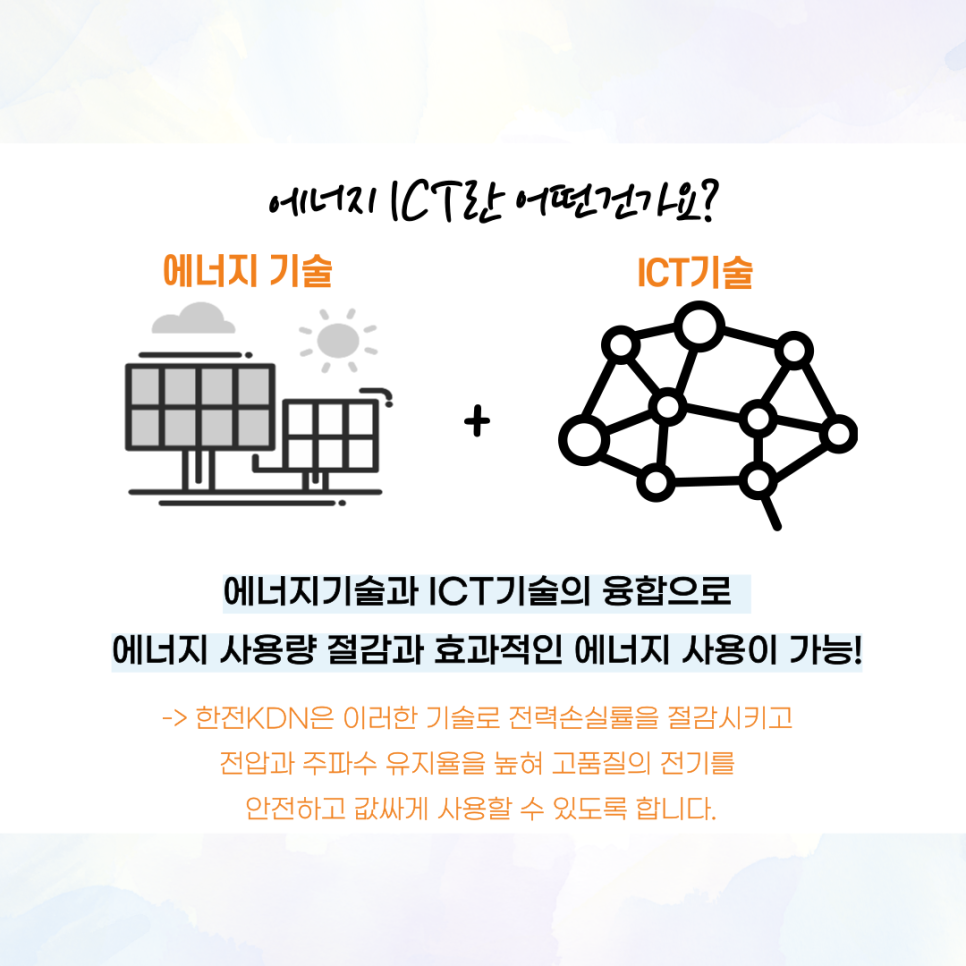 에너지 ICT란 어떤건가요?
에너지 기술
ICT기술
+
에너지기술과 ICT기술의 융합으로
에너지 사용량 절감과 효과적인 에너지 사용이 가능!
-> 한전KDN은 이러한 기술로 전력손실률을 절감시키고
전압과 주파수 유지율을 높혀 고품질의 전기를
안전하고 값싸게 사용할 수 있도록 합니다.